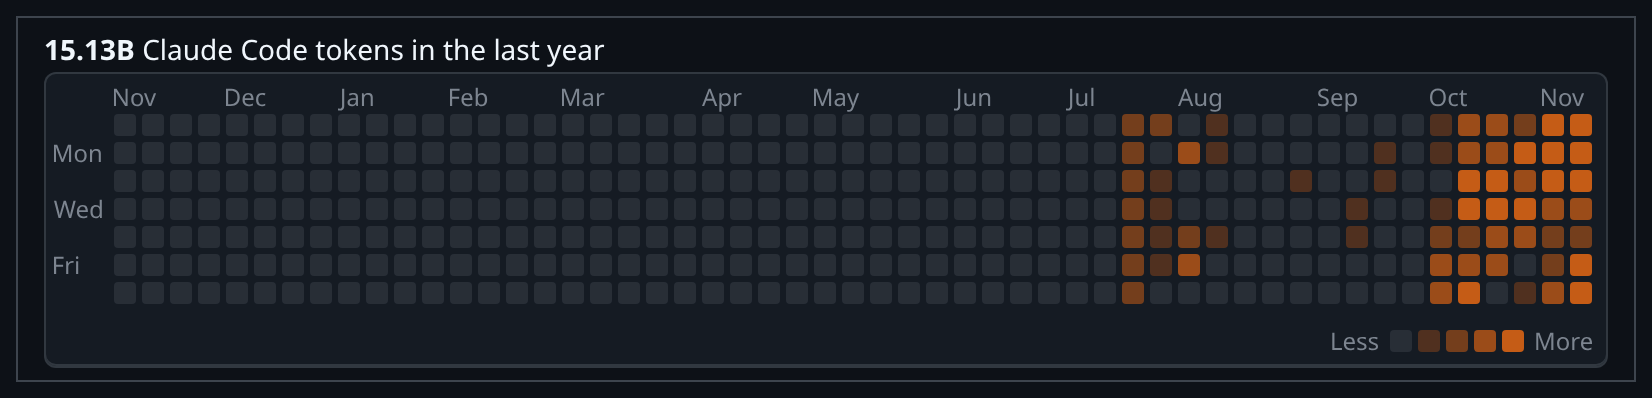 15.13B Claude Code tokens in the last year
Nov Dec Jan Feb Mar Apr May Jun Jul Aug Sep Oct Nov
Mon
Wed
Fri
Less More